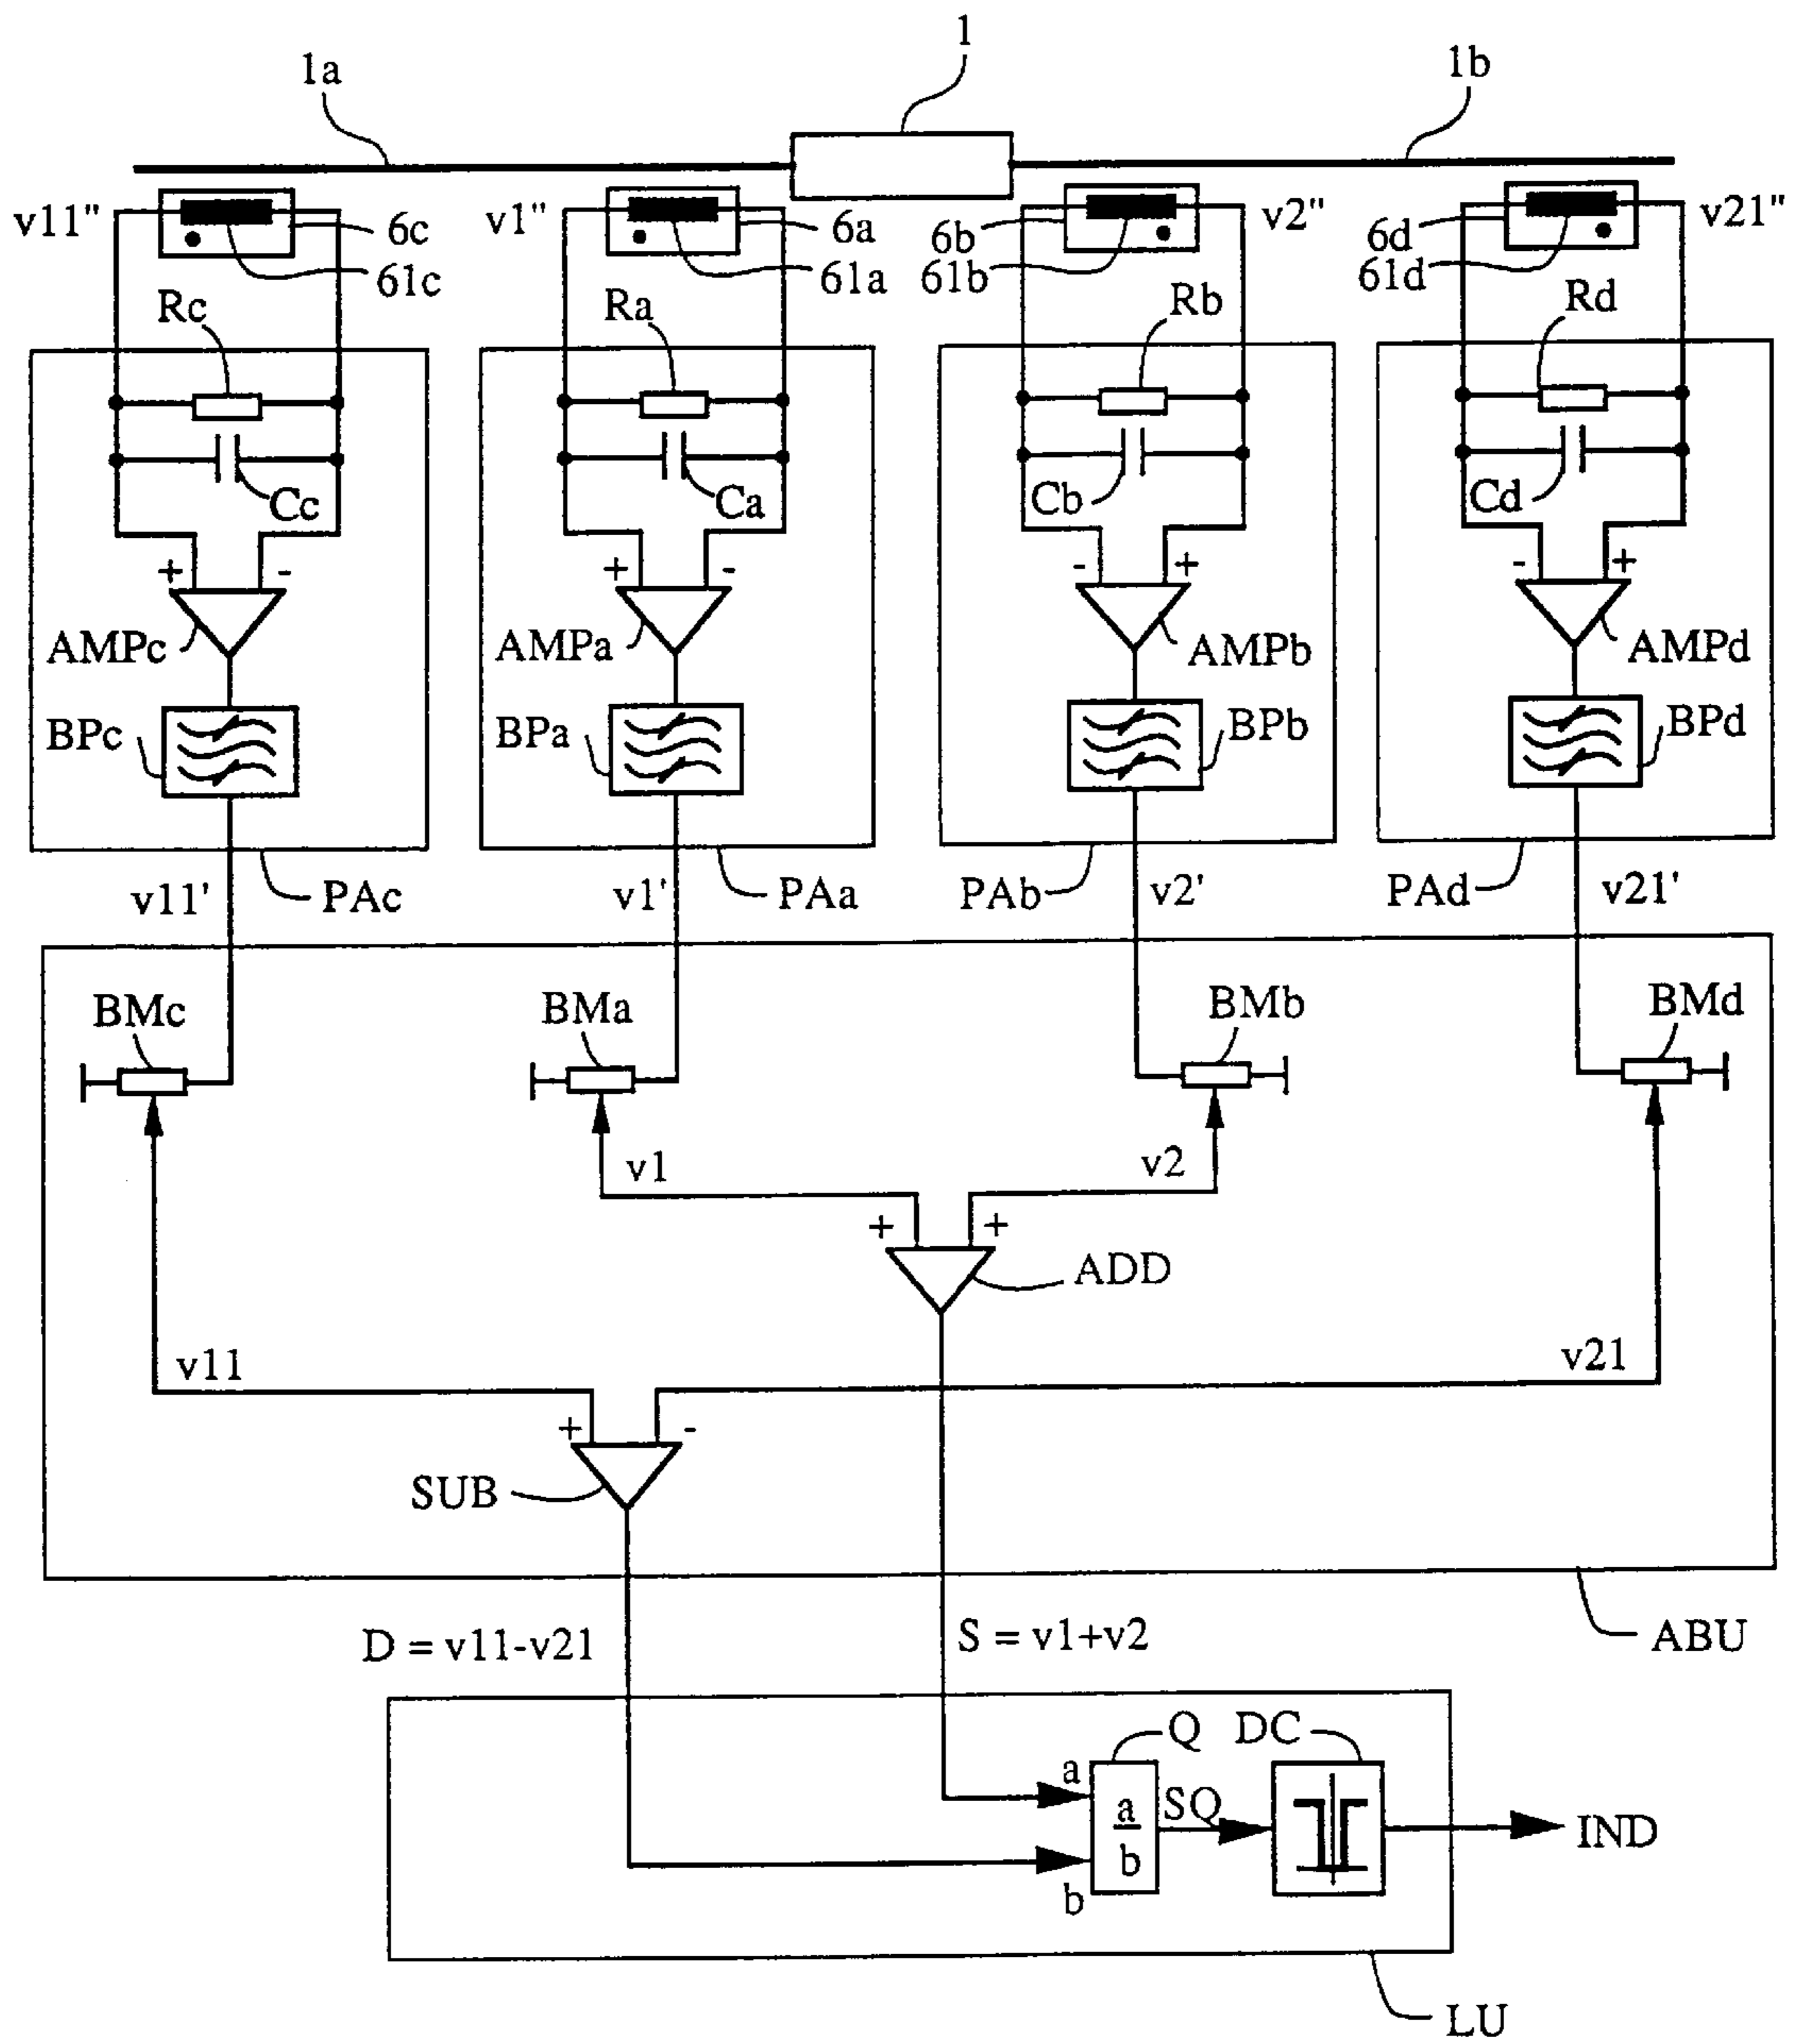 1
1a
1b
v11"
6c
61c
v1"
6a
61a
6b
61b
v2"
6d
61d
v21"
Rc
Ra
Rb
Rd
Cc
Ca
Cb
Cd
+ -
+ -
- +
- +
AMPc
AMPa
AMPb
AMPd
BPc
BPa
BPb
BPd
v11'
PAc
v1'
PAa
PAb
v2'
PAd
v21'
BMc
BMa
BMb
BMd
v1
v2
+ +
ADD
v11
v21
+ -
SUB
D = v11-v21
S = v1+v2
ABU
Q
DC
a
a
b
SQ
b
IND
LU